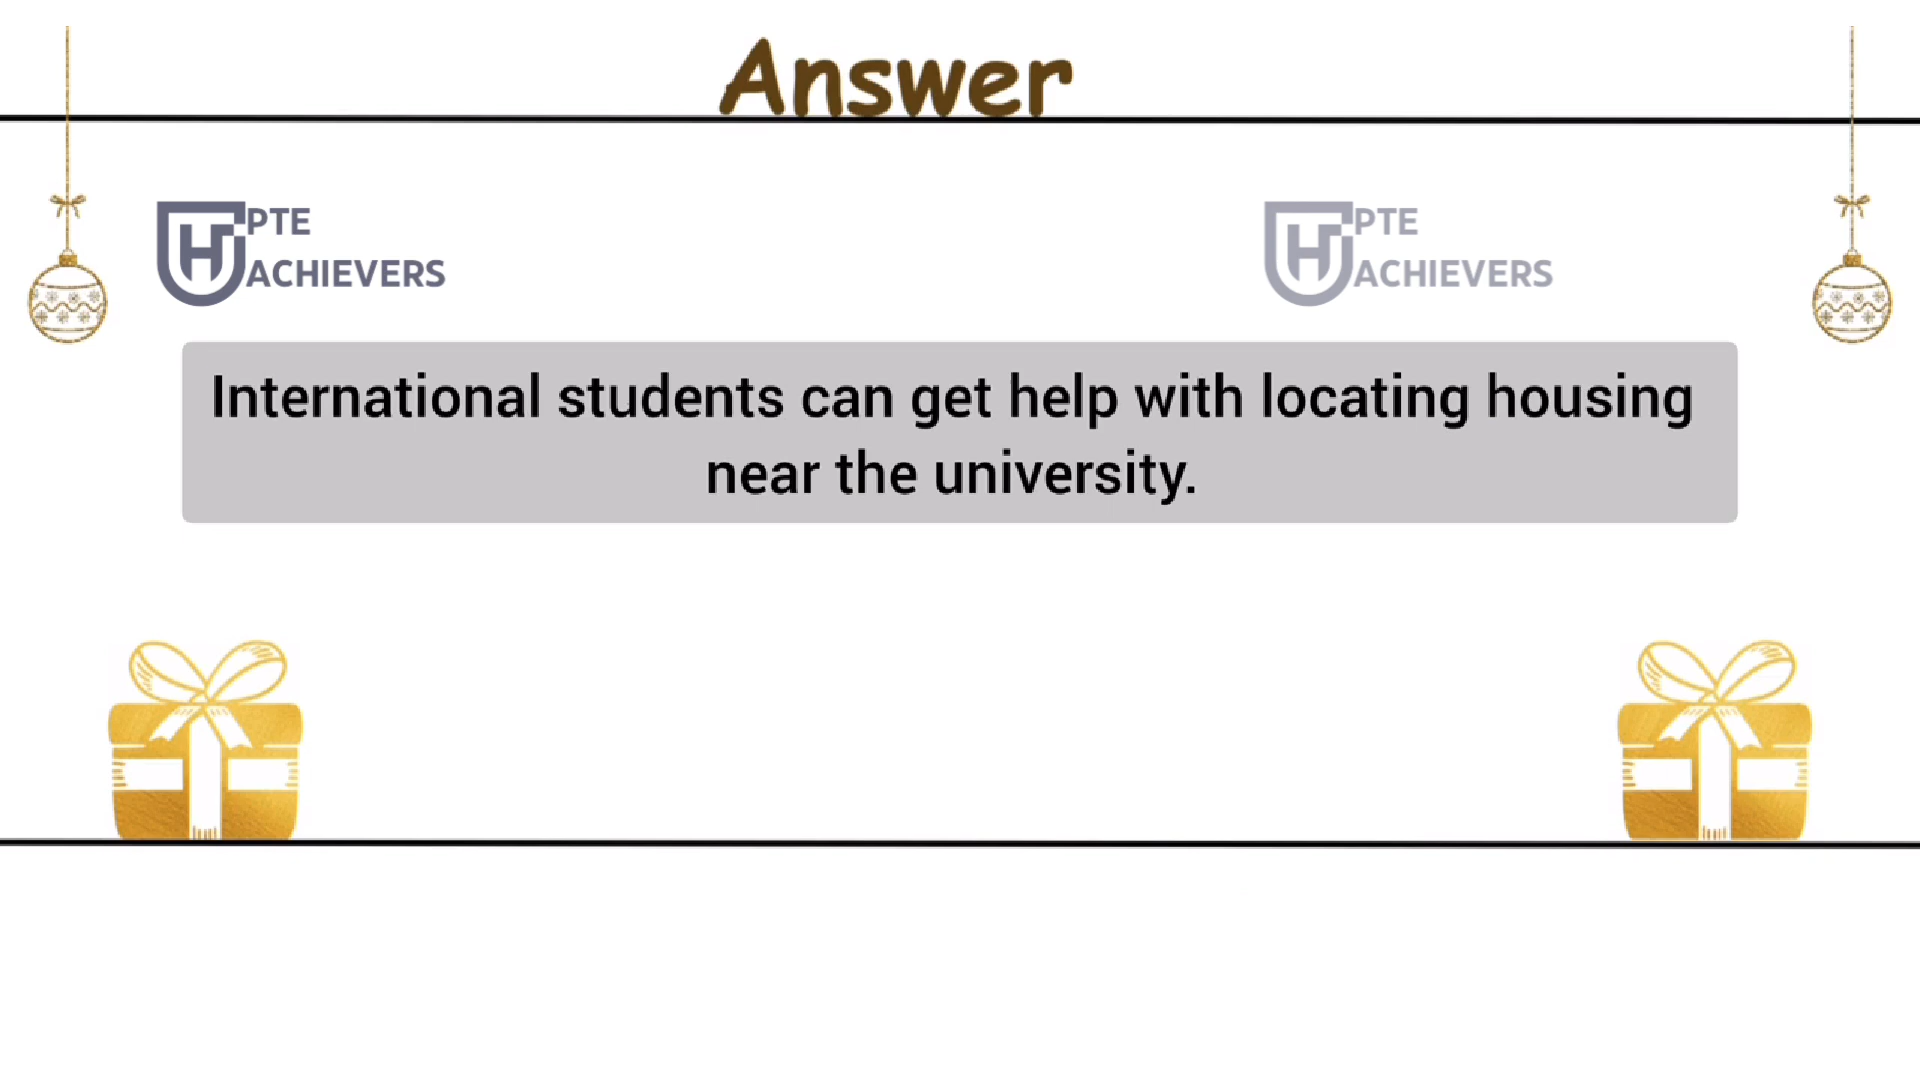 Answer
PTE
ACHIEVERS
PTE
ACHIEVERS
International students can get help with locating housing
near the university.